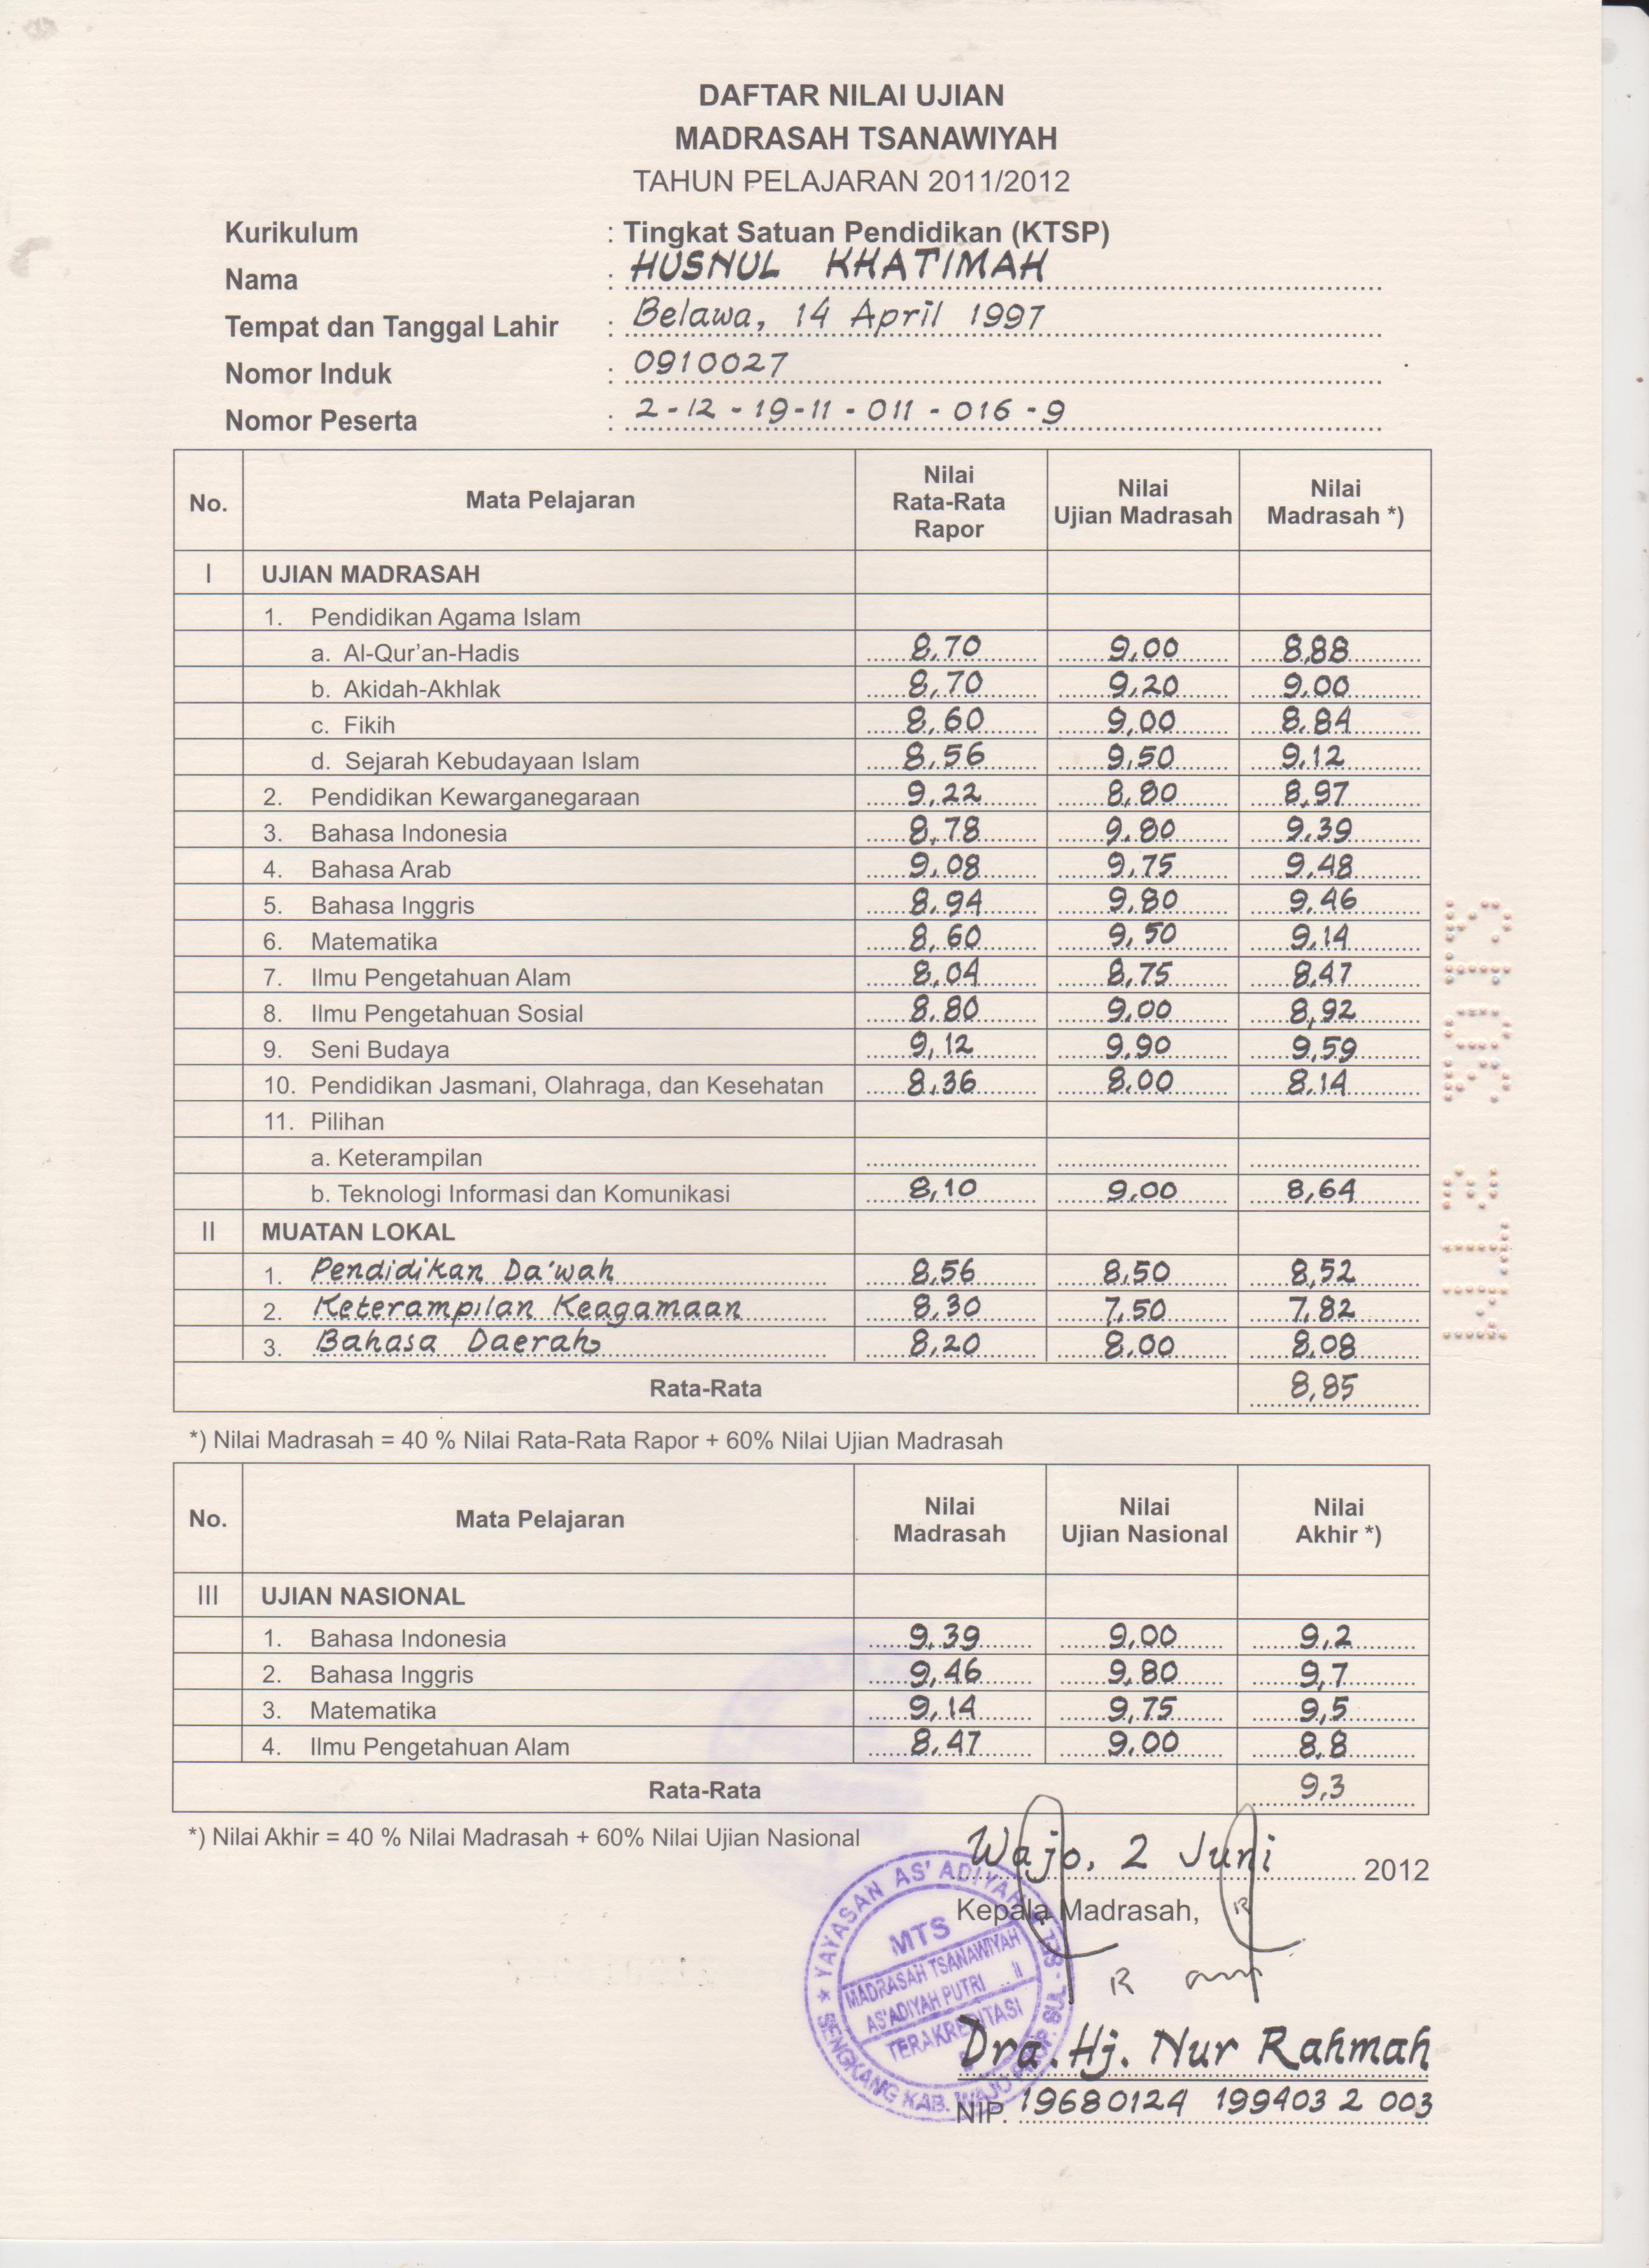 DAFTAR NILAI UJIAN
MADRASAH TSANAWIYAH
TAHUN PELAJARAN 2011/2012
Kurikulum : Tingkat Satuan Pendidikan (KTSP)
Nama : HUSNUL KHATIMAH
Tempat dan Tanggal Lahir : Belawa, 14 April 1997
Nomor Induk : 0910027
Nomor Peserta : 2-12-19-11-011-016-9
No. Mata Pelajaran Nilai Rata-Rata Rapor Nilai Ujian Madrasah Nilai Madrasah *)
I UJIAN MADRASAH
1. Pendidikan Agama Islam
a. Al-Qur'an-Hadis 8,70 9,00 8,88
b. Akidah-Akhlak 8,70 9,20 9,00
c. Fikih 8,60 9,00 8,84
d. Sejarah Kebudayaan Islam 8,56 9,50 9,12
2. Pendidikan Kewarganegaraan 9,22 8,80 8,97
3. Bahasa Indonesia 8,78 9,80 9,39
4. Bahasa Arab 9,08 9,75 9,48
5. Bahasa Inggris 8,94 9,80 9,46
6. Matematika 8,60 9,50 9,14
7. Ilmu Pengetahuan Alam 8,04 8,75 8,47
8. Ilmu Pengetahuan Sosial 8,80 9,00 8,92
9. Seni Budaya 9,12 9,90 9,59
10. Pendidikan Jasmani, Olahraga, dan Kesehatan 8,36 8,00 8,14
11. Pilihan
a. Keterampilan
b. Teknologi Informasi dan Komunikasi 8,10 9,00 8,64
II MUATAN LOKAL
1. Pendidikan Da'wah 8,56 8,50 8,52
2. Keterampilan Keagamaan 8,30 7,50 7,82
3. Bahasa Daerah 8,20 8,00 8,08
Rata-Rata 8,85
*) Nilai Madrasah = 40 % Nilai Rata-Rata Rapor + 60% Nilai Ujian Madrasah
No. Mata Pelajaran Nilai Madrasah Nilai Ujian Nasional Nilai Akhir *)
III UJIAN NASIONAL
1. Bahasa Indonesia 9,39 9,00 9,2
2. Bahasa Inggris 9,46 9,80 9,7
3. Matematika 9,14 9,75 9,5
4. Ilmu Pengetahuan Alam 8,47 9,00 8,8
Rata-Rata 9,3
*) Nilai Akhir = 40 % Nilai Madrasah + 60% Nilai Ujian Nasional
Wajo, 2 Juni 2012
Kepala Madrasah,
YAYASAN AS'ADIYAH
MTS
MADRASAH TSANAWIYAH
AS'ADIYAH PUTRI II
TERAKREDITASI
SENGKANG KAB. WAJO PROP. SUL
Dra. Hj. Nur Rahmah
NIP. 19680124 199403 2 003